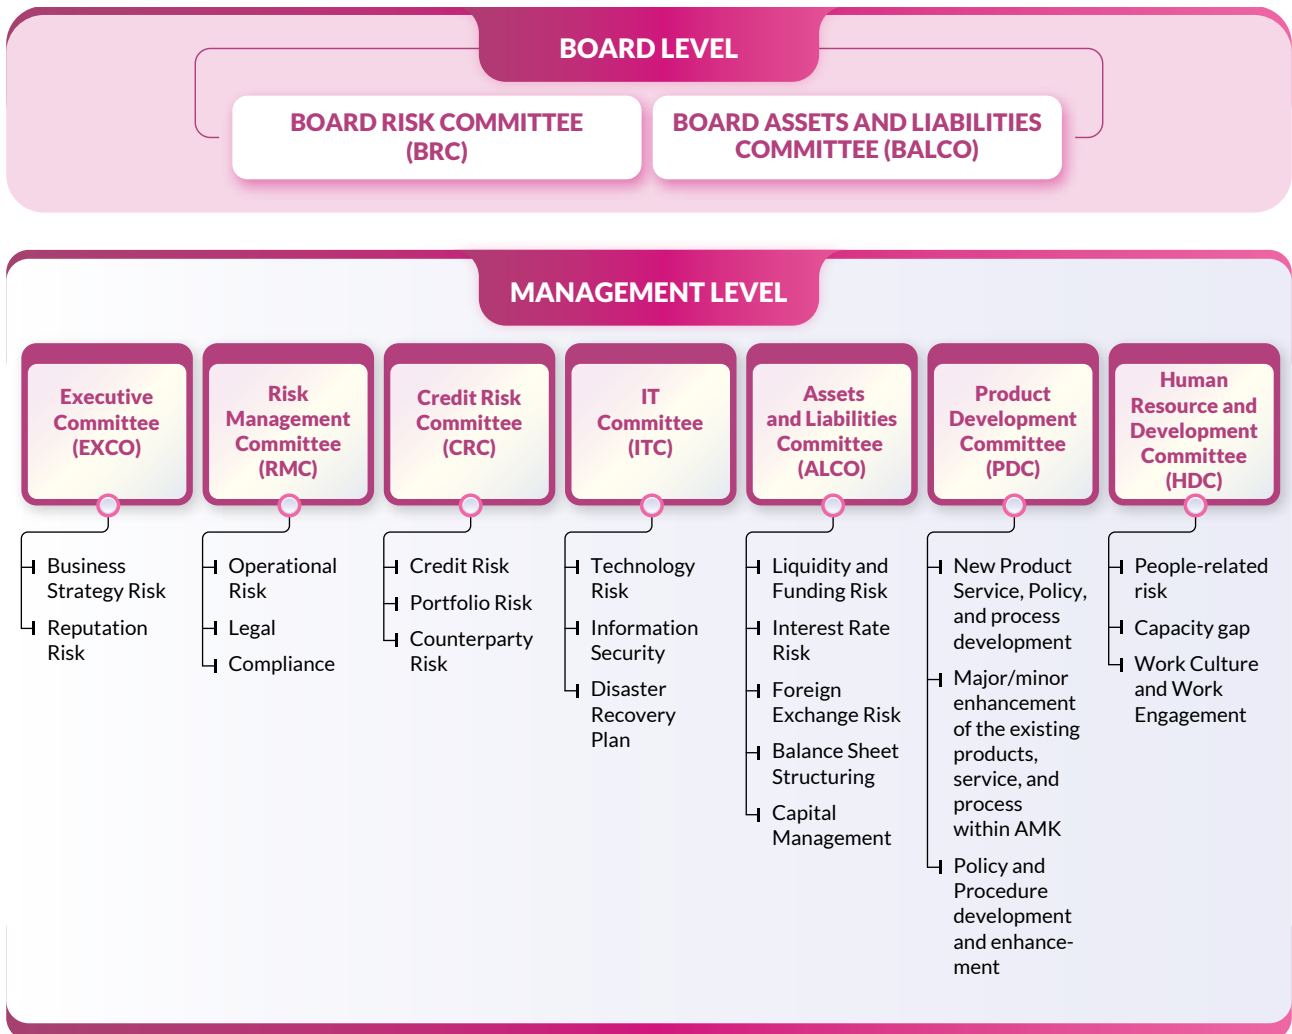 BOARD LEVEL
BOARD RISK COMMITTEE
(BRC)
BOARD ASSETS AND LIABILITIES
COMMITTEE (BALCO)
MANAGEMENT LEVEL
Executive
Committee
(EXCO)
Business
Strategy Risk
Reputation
Risk
Risk
Management
Committee
(RMC)
Operational
Risk
Legal
Compliance
Credit Risk
Committee
(CRC)
Credit Risk
Portfolio Risk
Counterparty
Risk
IT
Committee
(ITC)
Technology
Risk
Information
Security
Disaster
Recovery
Plan
Assets
and Liabilities
Committee
(ALCO)
Liquidity and
Funding Risk
Interest Rate
Risk
Foreign
Exchange Risk
Balance Sheet
Structuring
Capital
Management
Product
Development
Committee
(PDC)
New Product
Service, Policy,
and process
development
Major/minor
enhancement
of the existing
products,
service, and
process
within AMK
Policy and
Procedure
development
and enhance-
ment
Human
Resource and
Development
Committee
(HDC)
People-related
risk
Capacity gap
Work Culture
and Work
Engagement